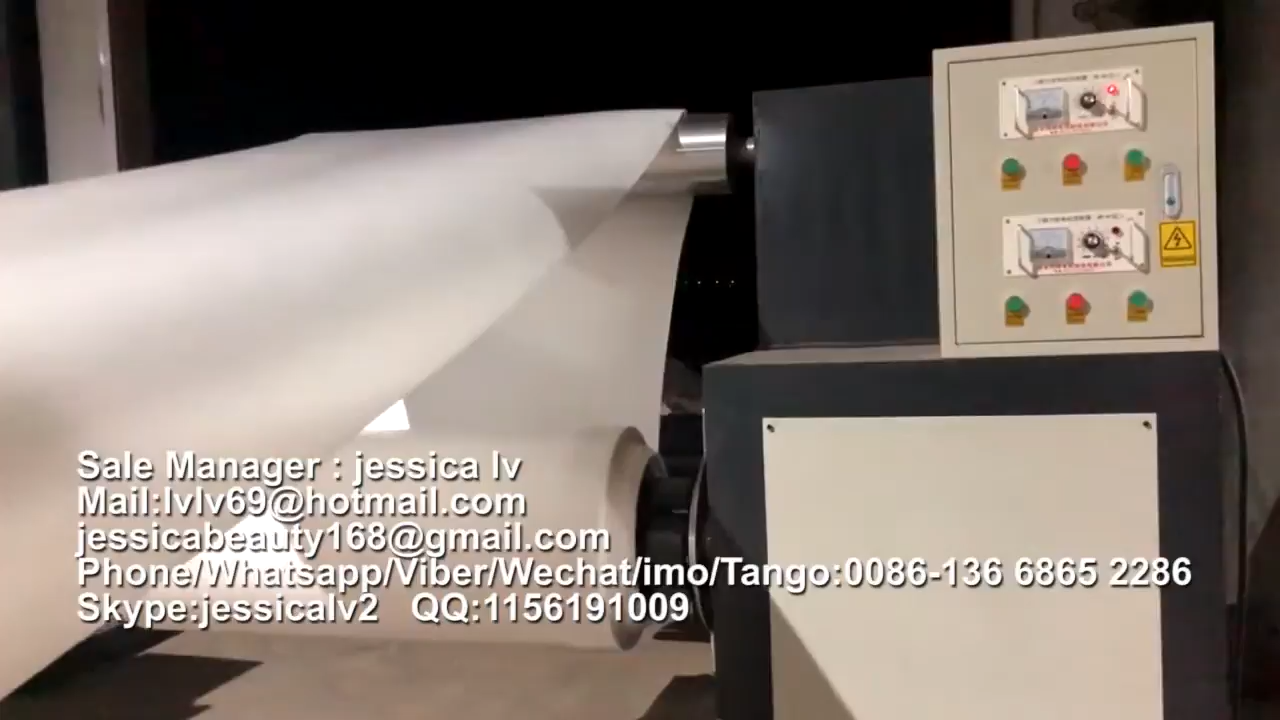 Sale Manager : jessica lv
Mail:lvlv69@hotmail.com
jessicabeauty168@gmail.com
Phone/Whatsapp/Viber/Wechat/imo/Tango:0086-136 6865 2286
Skype:jessicalv2 QQ:1156191009